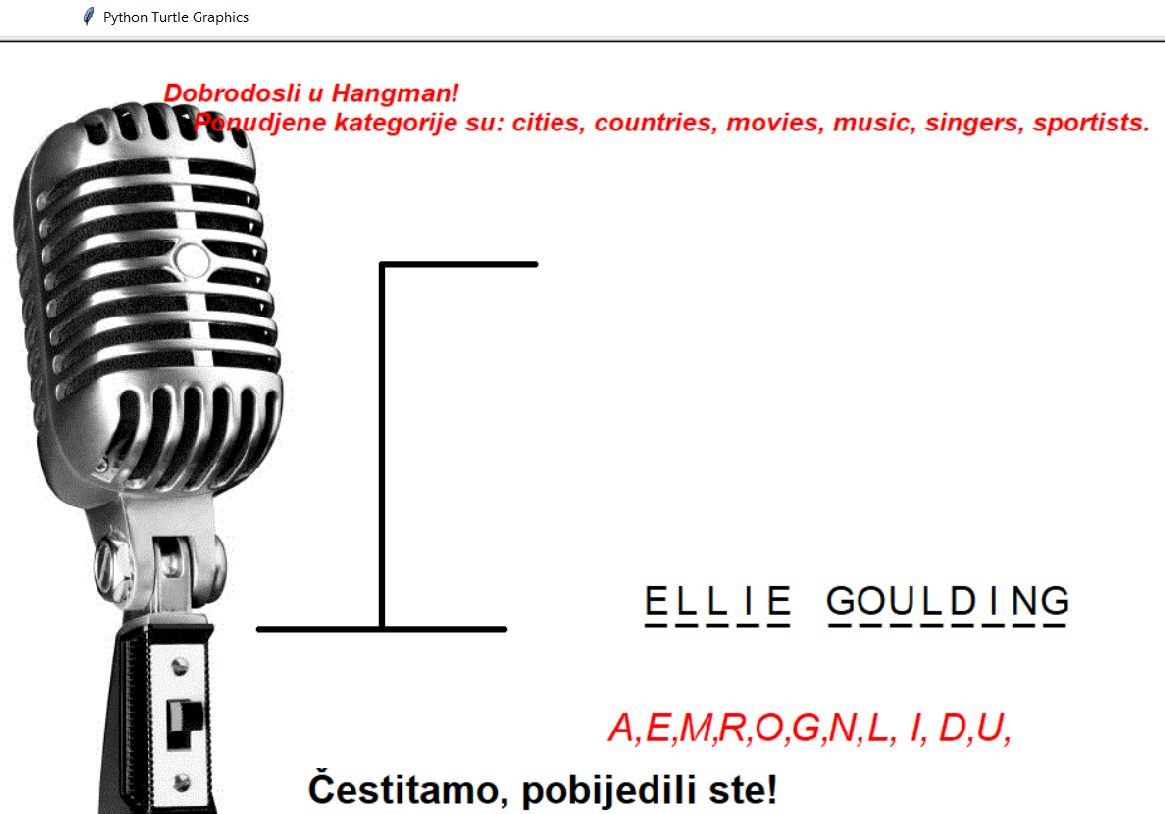 Python Turtle Graphics
Dobrodosli u Hangman!
Ponudjene kategorije su: cities, countries, movies, music, singers, sportists.
ELLIE GOULDING
A,E,M,R,O,G,N,L, I, D,U,
Čestitamo, pobijedili ste!